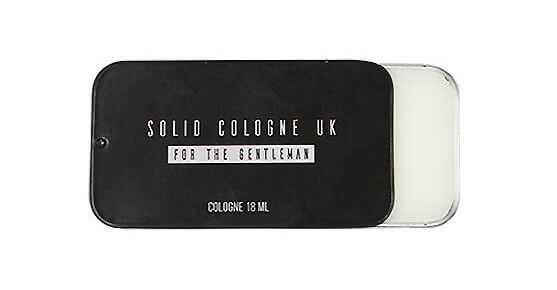 SOLID COLOGNE UK
FOR THE GENTLEMAN
COLOGNE 18 ML